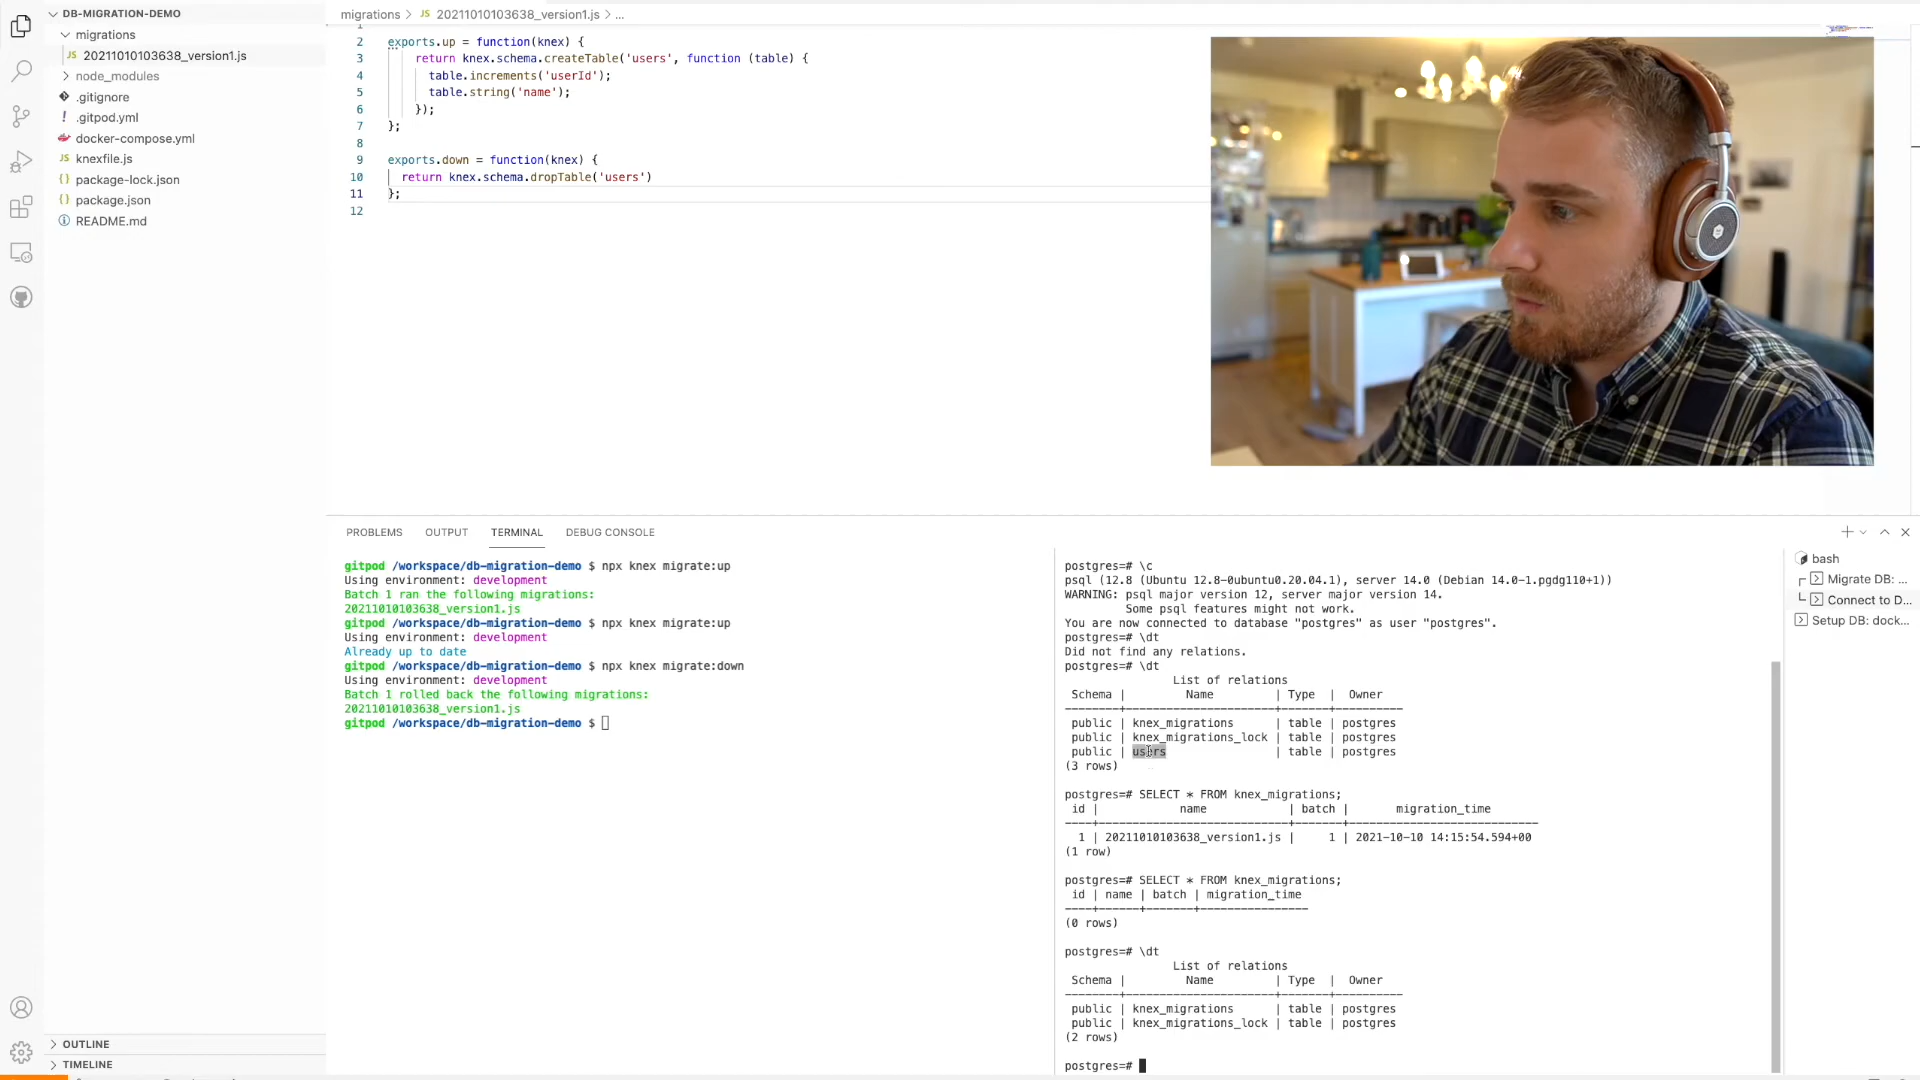 DB-MIGRATION-DEMO
migrations
JS 20211010103638_version1.js
node_modules
.gitignore
! .gitpod.yml
docker-compose.yml
JS knexfile.js
{} package-lock.json
{} package.json
README.md
OUTLINE
TIMELINE
migrations > JS 20211010103638_version1.js > ...
1
2 exports.up = function(knex) {
3 return knex.schema.createTable('users', function (table) {
4 table.increments('userId');
5 table.string('name');
6 });
7 };
8
9 exports.down = function(knex) {
10 return knex.schema.dropTable('users')
11 };
12
PROBLEMS OUTPUT TERMINAL DEBUG CONSOLE
gitpod /workspace/db-migration-demo $ npx knex migrate:up
Using environment: development
Batch 1 ran the following migrations:
20211010103638_version1.js
gitpod /workspace/db-migration-demo $ npx knex migrate:up
Using environment: development
Already up to date
gitpod /workspace/db-migration-demo $ npx knex migrate:down
Using environment: development
Batch 1 rolled back the following migrations:
20211010103638_version1.js
gitpod /workspace/db-migration-demo $
postgres=# \c
psql (12.8 (Ubuntu 12.8-0ubuntu0.20.04.1), server 14.0 (Debian 14.0-1.pgdg110+1))
WARNING: psql major version 12, server major version 14.
Some psql features might not work.
You are now connected to database "postgres" as user "postgres".
postgres=# \dt
Did not find any relations.
postgres=# \dt
List of relations
Schema | Name | Type | Owner
--------+----------------------+-------+----------
public | knex_migrations | table | postgres
public | knex_migrations_lock | table | postgres
public | users | table | postgres
(3 rows)
postgres=# SELECT * FROM knex_migrations;
id | name | batch | migration_time
----+----------------------------+-------+----------------------------
1 | 20211010103638_version1.js | 1 | 2021-10-10 14:15:54.594+00
(1 row)
postgres=# SELECT * FROM knex_migrations;
id | name | batch | migration_time
----+------+-------+----------------
(0 rows)
postgres=# \dt
List of relations
Schema | Name | Type | Owner
--------+----------------------+-------+----------
public | knex_migrations | table | postgres
public | knex_migrations_lock | table | postgres
(2 rows)
postgres=#
bash
Migrate DB: ...
Connect to D...
Setup DB: dock...